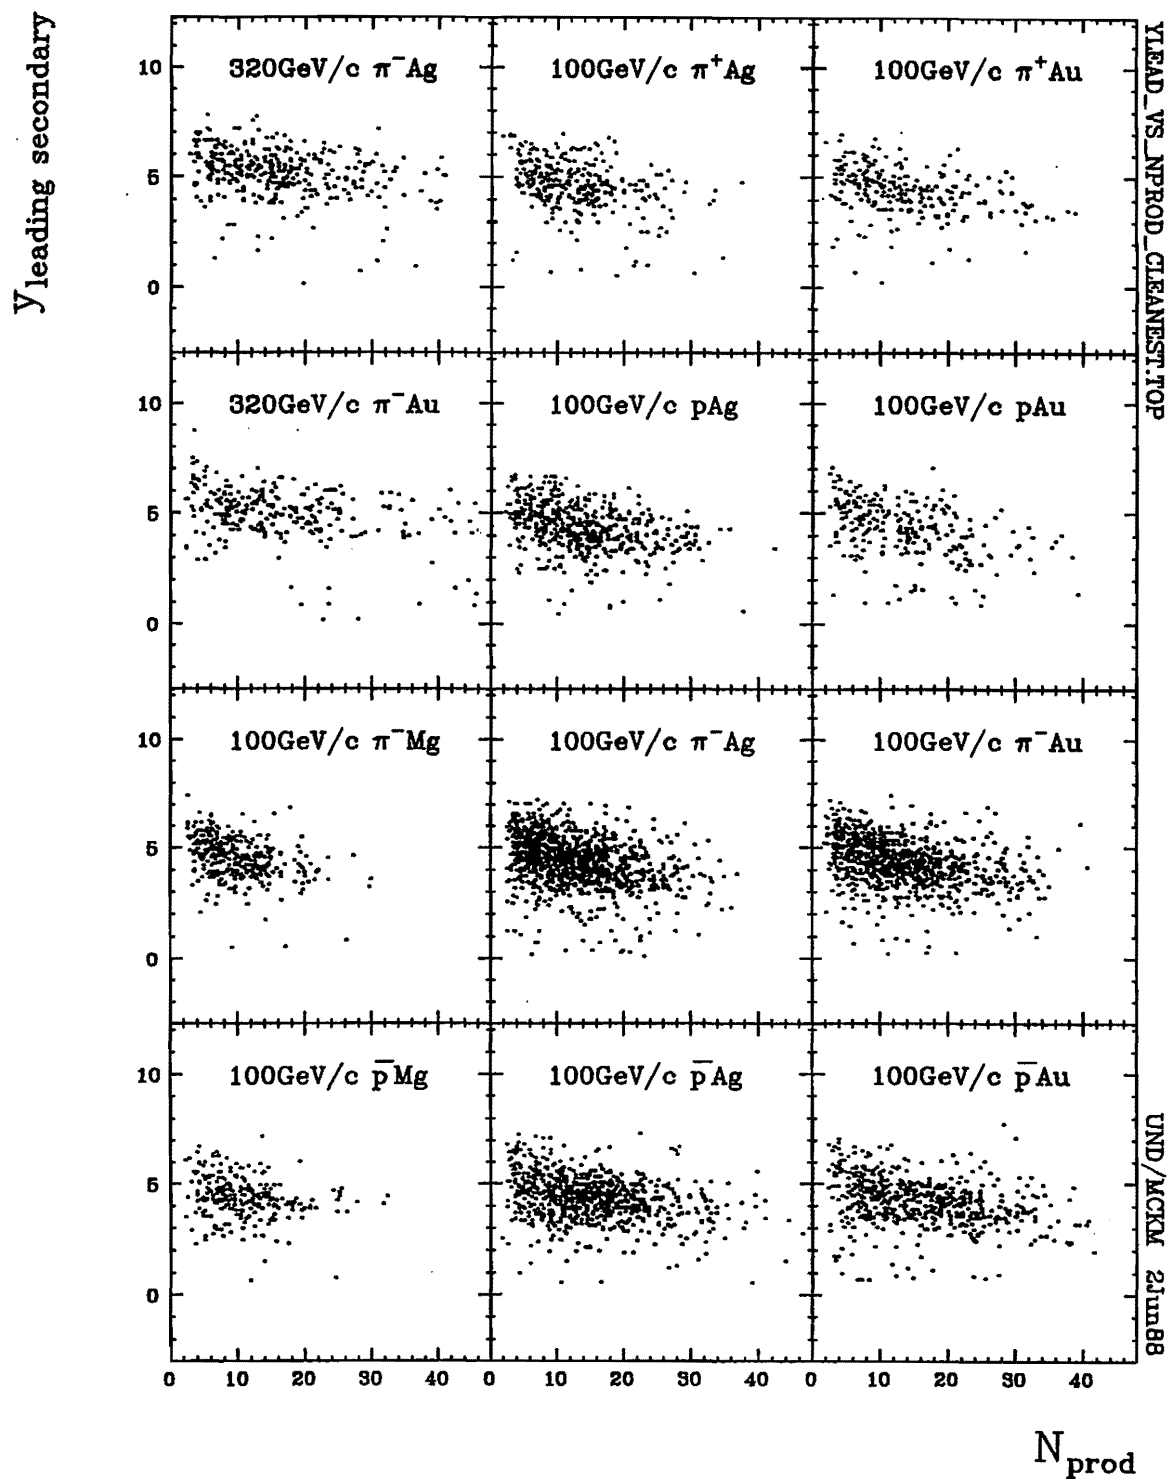 y leading secondary
YLEAD_VS_NPROD_CLEANEST.TOP
UND/MCKM 2Jun88
10
5
0
320GeV/c π⁻Ag
100GeV/c π⁺Ag
100GeV/c π⁺Au
10
5
0
320GeV/c π⁻Au
100GeV/c pAg
100GeV/c pAu
10
5
0
100GeV/c π⁻Mg
100GeV/c π⁻Ag
100GeV/c π⁻Au
10
5
0
100GeV/c p̅Mg
100GeV/c p̅Ag
100GeV/c p̅Au
0 10 20 30 40 0 10 20 30 40 0 10 20 30 40
N prod